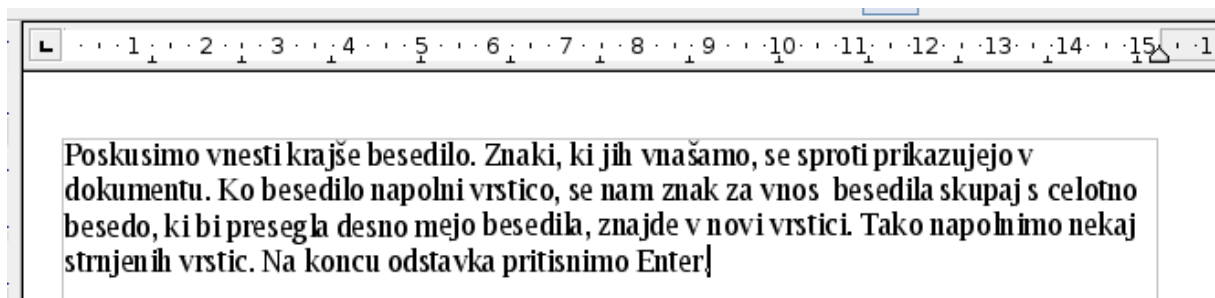 1 2 3 4 5 6 7 8 9 10 11 12 13 14 15 1
Poskusimo vnesti krajše besedilo. Znaki, ki jih vnašamo, se sproti prikazujejo v
dokumentu. Ko besedilo napolni vrstico, se nam znak za vnos  besedila skupaj s celotno
besedo, ki bi presegla desno mejo besedila, znajde v novi vrstici. Tako napolnimo nekaj
strnjenih vrstic. Na koncu odstavka pritisnimo Enter.